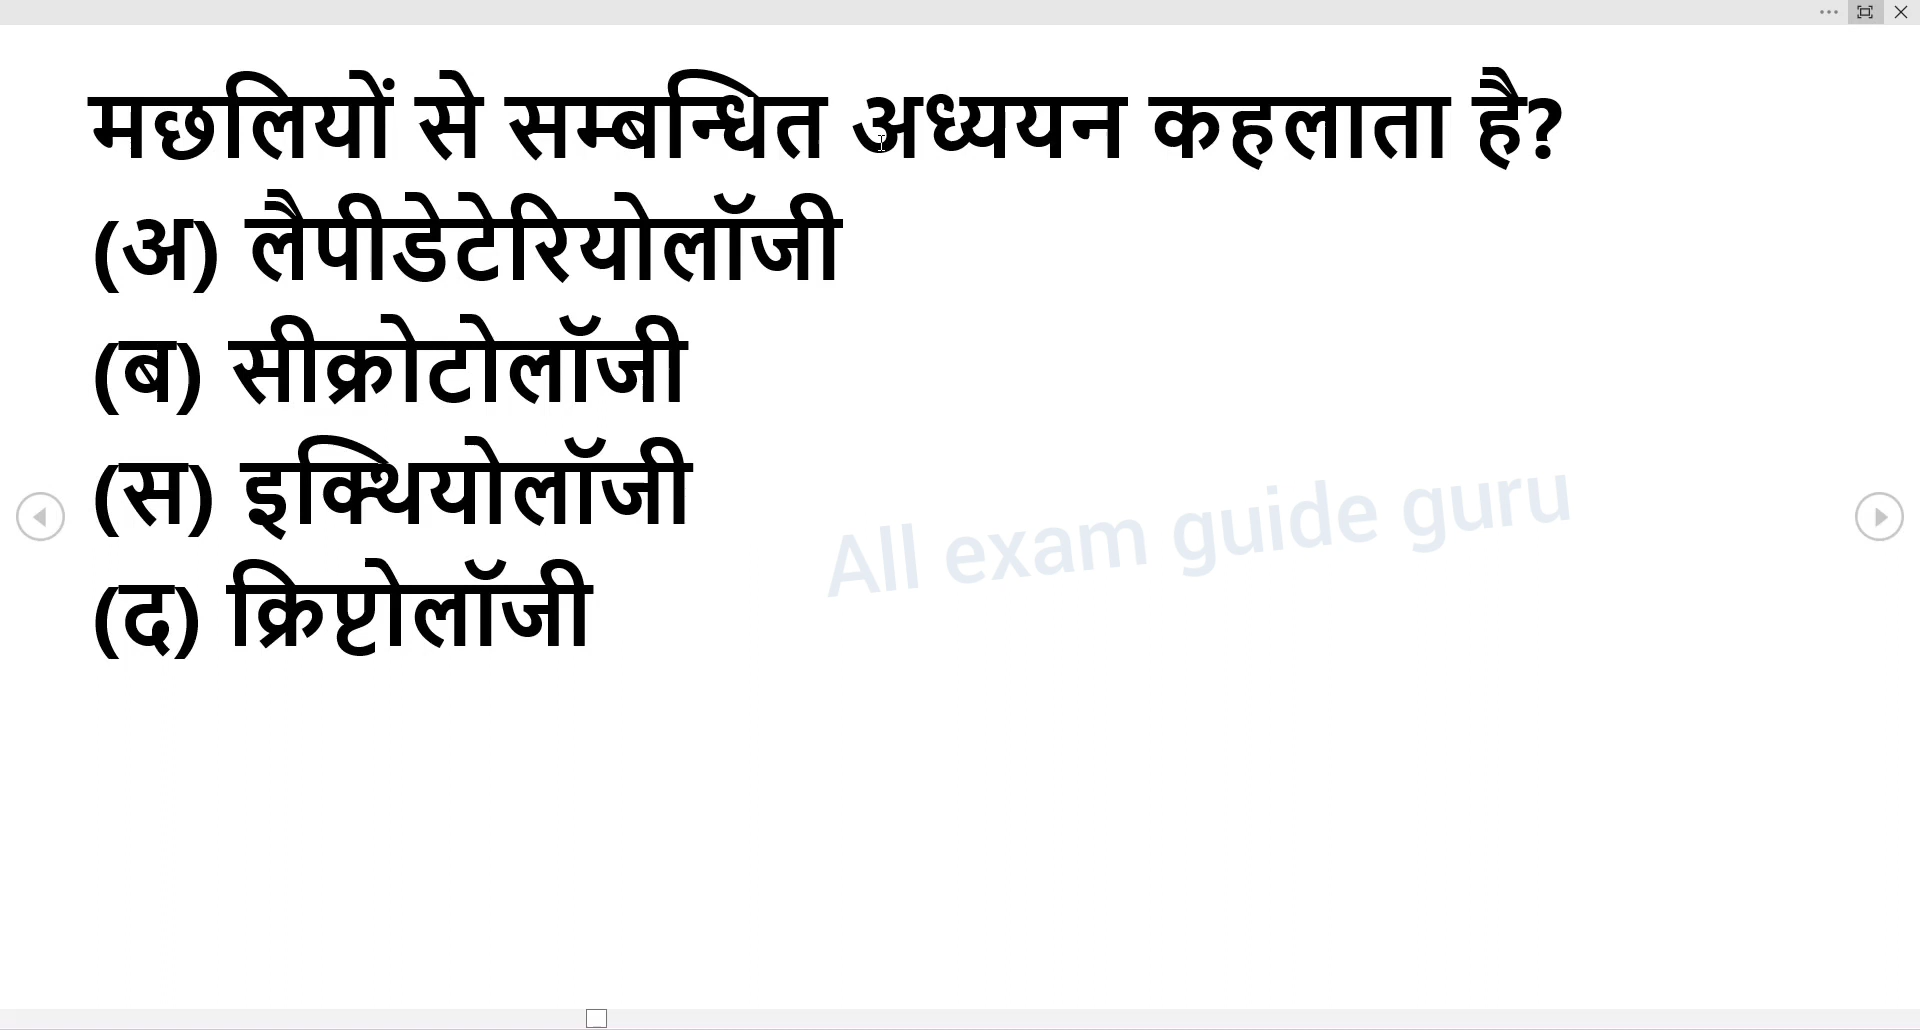 मछलियों से सम्बन्धित अध्ययन कहलाता है?
(अ) लैपीडेटेरियोलॉजी
(ब) सीक्रोटोलॉजी
(स) इक्थियोलॉजी
(द) क्रिप्टोलॉजी
All exam guide guru